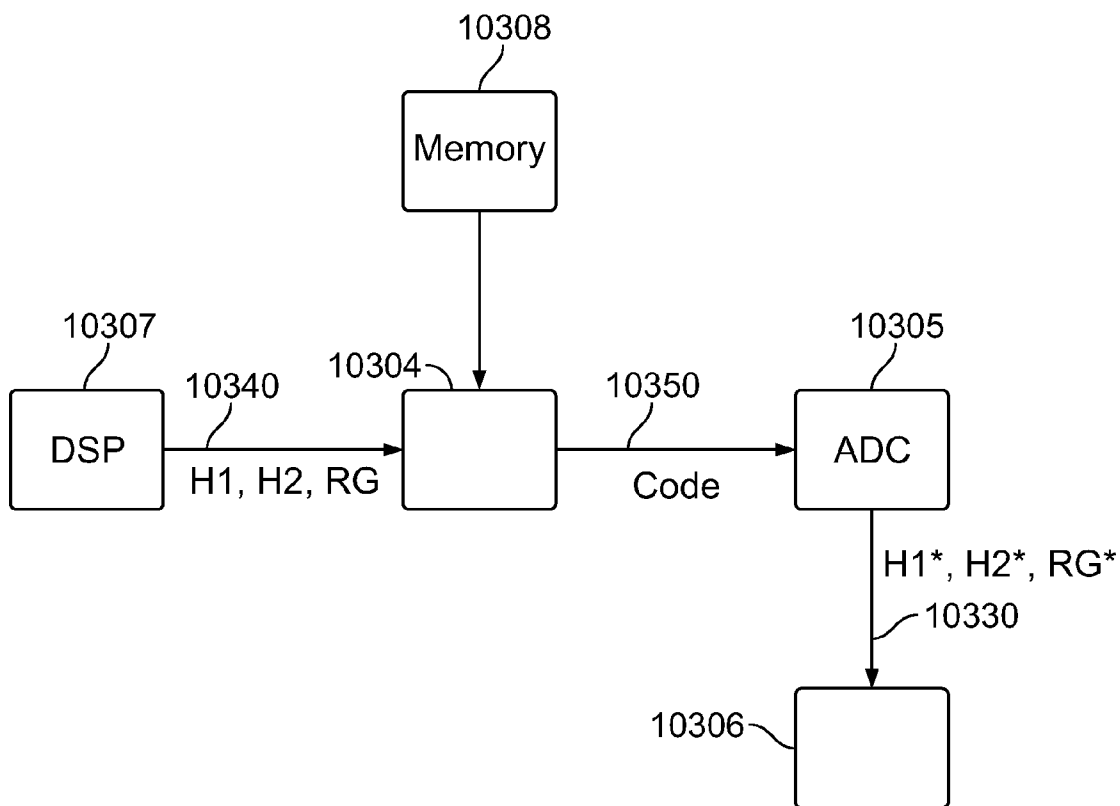 10308
Memory
10307
10340
10304
10350
10305
DSP
ADC
H1, H2, RG
Code
H1*, H2*, RG*
10330
10306